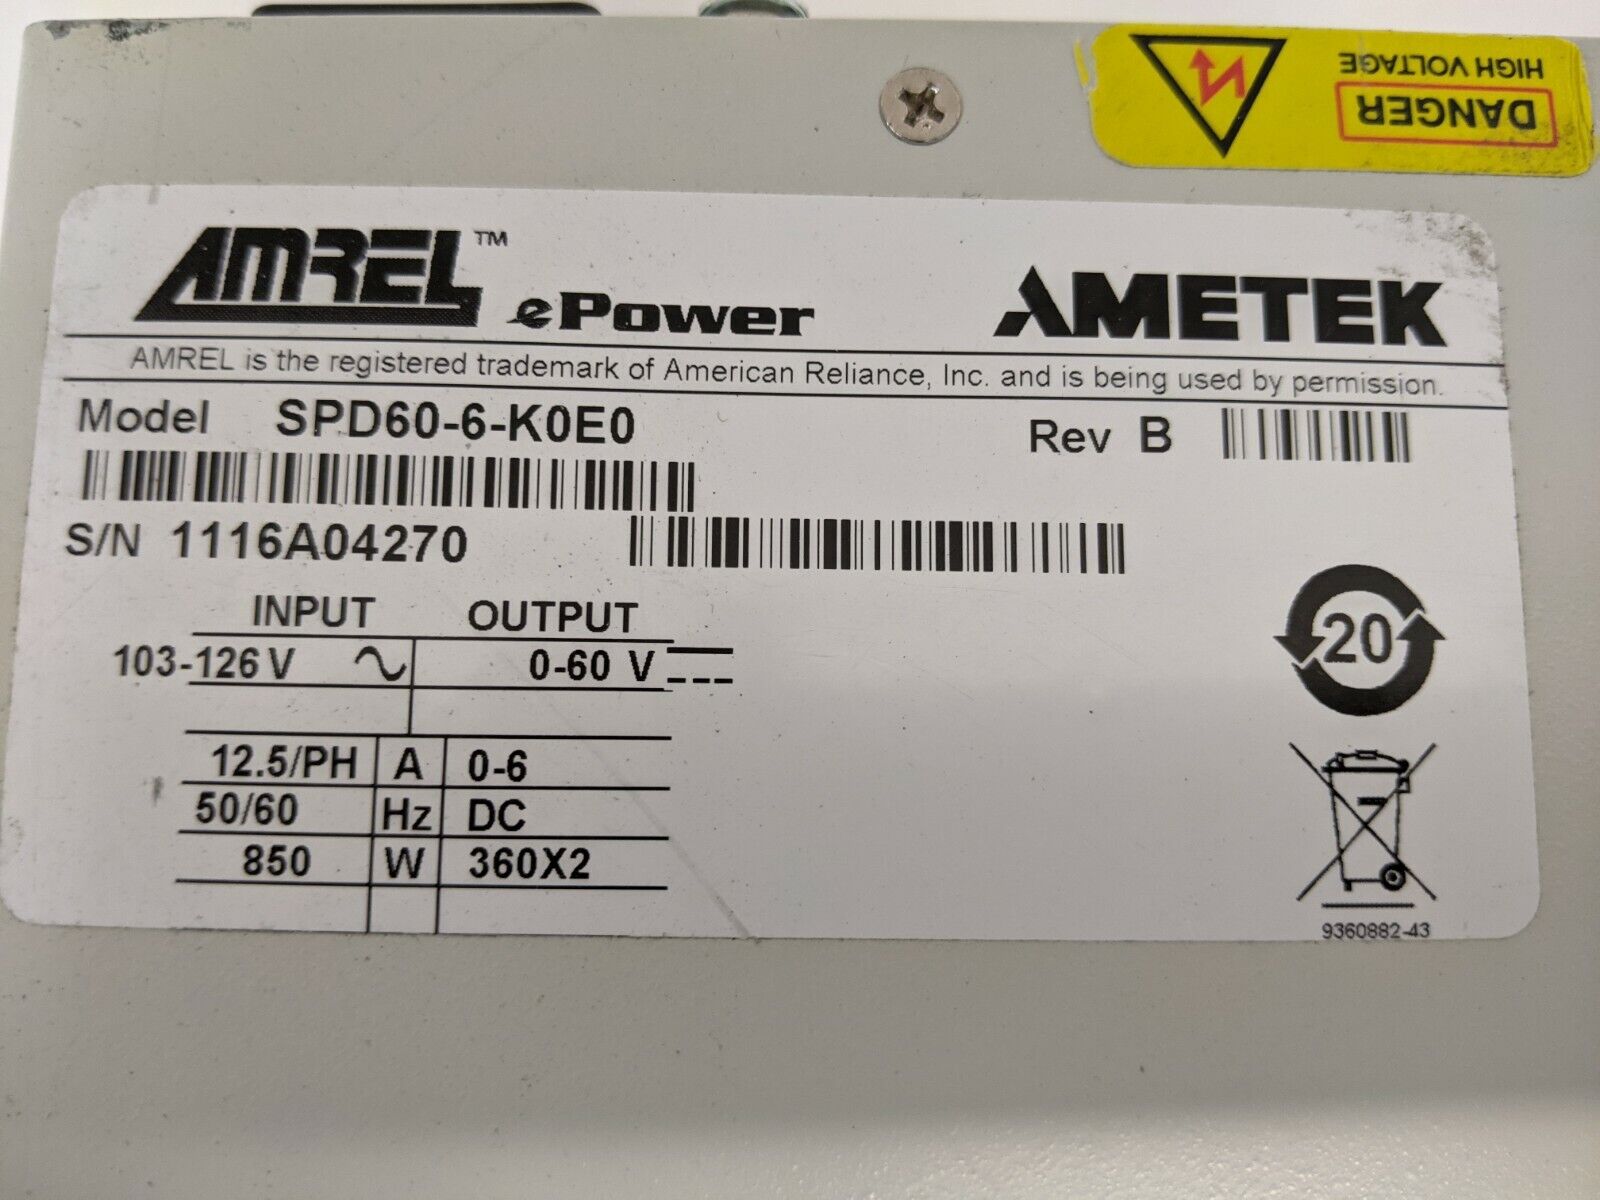 DANGER
HIGH VOLTAGE
AMREL™ ePower AMETEK
AMREL is the registered trademark of American Reliance, Inc. and is being used by permission.
Model SPD60-6-K0E0 Rev B
S/N 1116A04270
INPUT OUTPUT
103-126 V 0-60 V
12.5/PH A 0-6
50/60 Hz DC
850 W 360X2
20
9360882-43